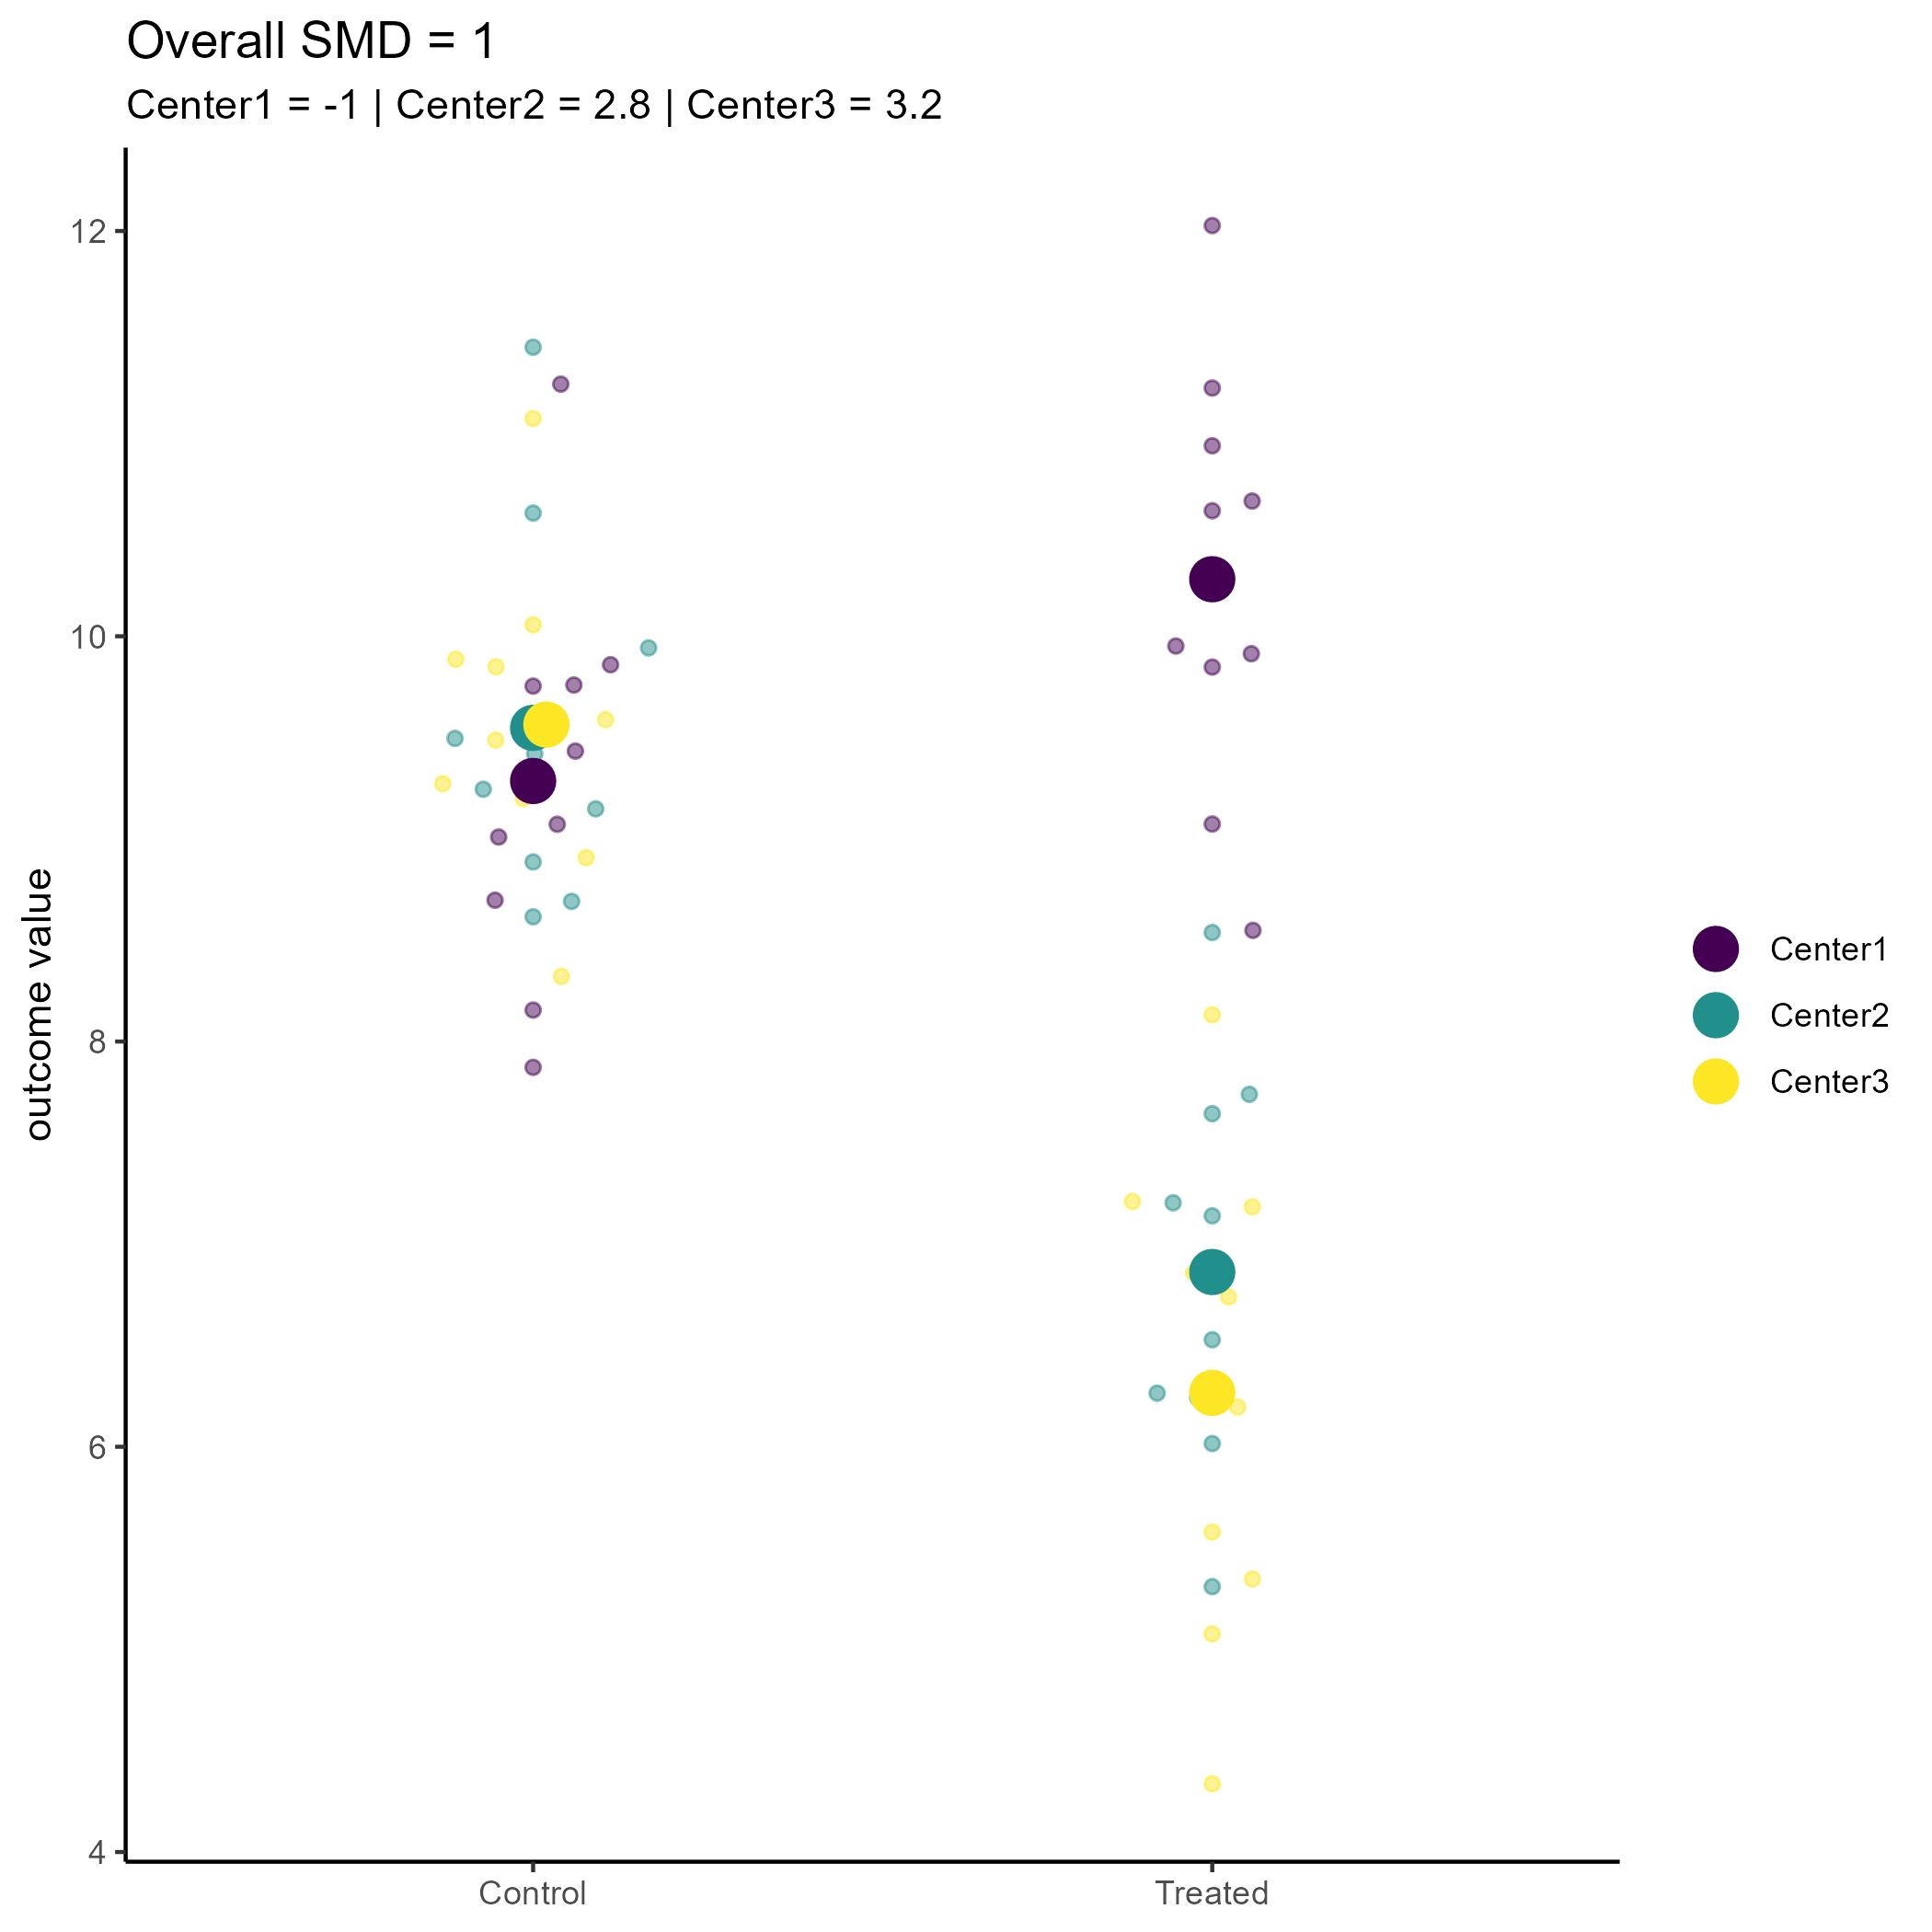 Overall SMD = 1
Center1 = -1 | Center2 = 2.8 | Center3 = 3.2
outcome value
12
10
8
6
4
Control
Treated
Center1
Center2
Center3